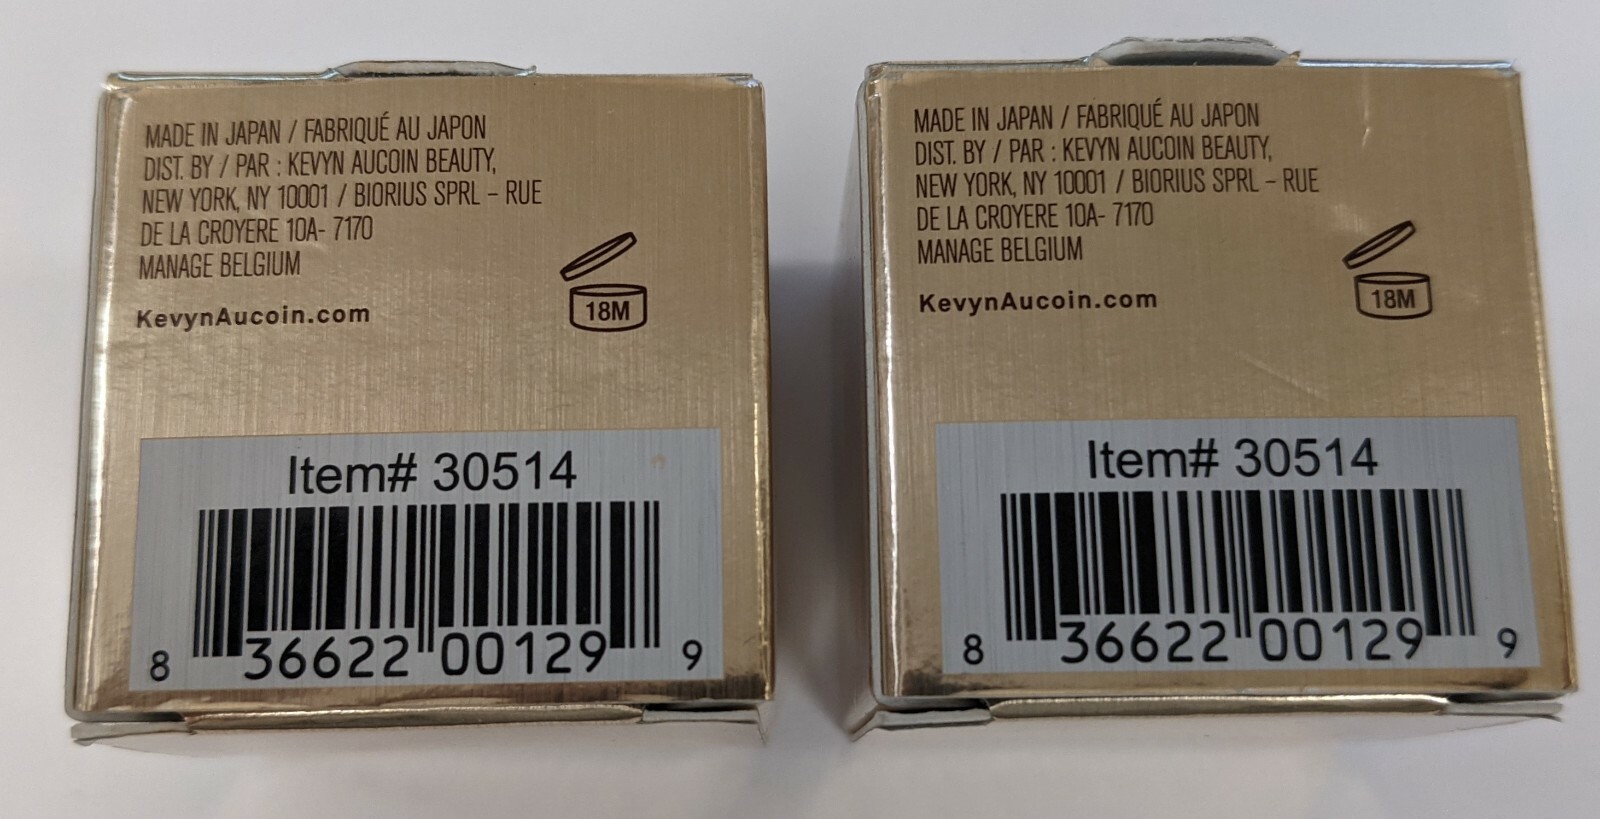 MADE IN JAPAN / FABRIQUÉ AU JAPON
DIST. BY / PAR : KEVYN AUCOIN BEAUTY,
NEW YORK, NY 10001 / BIORIUS SPRL – RUE
DE LA CROYERE 10A- 7170
MANAGE BELGIUM
KevynAucoin.com
18M
Item# 30514
8 36622 00129 9
MADE IN JAPAN / FABRIQUÉ AU JAPON
DIST. BY / PAR : KEVYN AUCOIN BEAUTY,
NEW YORK, NY 10001 / BIORIUS SPRL – RUE
DE LA CROYERE 10A- 7170
MANAGE BELGIUM
KevynAucoin.com
18M
Item# 30514
8 36622 00129 9